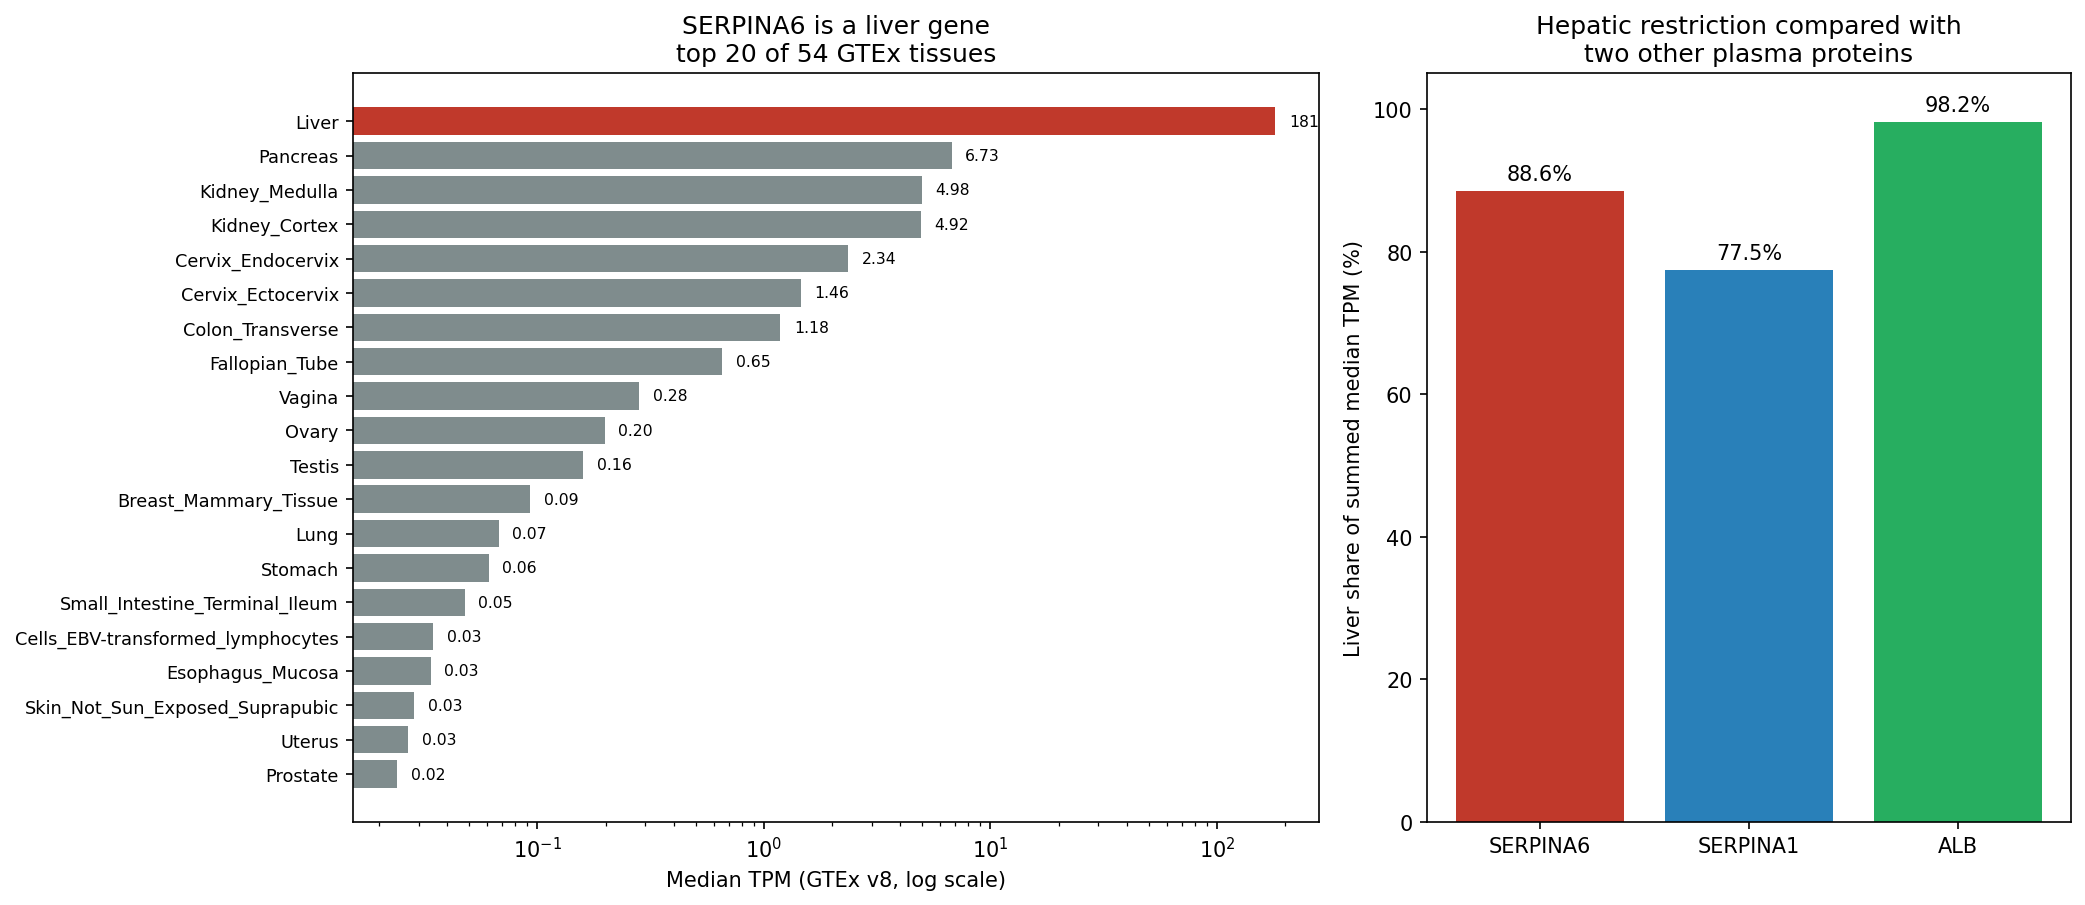 SERPINA6 is a liver gene
top 20 of 54 GTEx tissues
Liver
181
Pancreas
6.73
Kidney_Medulla
4.98
Kidney_Cortex
4.92
Cervix_Endocervix
2.34
Cervix_Ectocervix
1.46
Colon_Transverse
1.18
Fallopian_Tube
0.65
Vagina
0.28
Ovary
0.20
Testis
0.16
Breast_Mammary_Tissue
0.09
Lung
0.07
Stomach
0.06
Small_Intestine_Terminal_Ileum
0.05
Cells_EBV-transformed_lymphocytes
0.03
Esophagus_Mucosa
0.03
Skin_Not_Sun_Exposed_Suprapubic
0.03
Uterus
0.03
Prostate
0.02
10⁻¹
10⁰
10¹
10²
Median TPM (GTEx v8, log scale)
Hepatic restriction compared with
two other plasma proteins
Liver share of summed median TPM (%)
100
80
60
40
20
0
88.6%
77.5%
98.2%
SERPINA6
SERPINA1
ALB